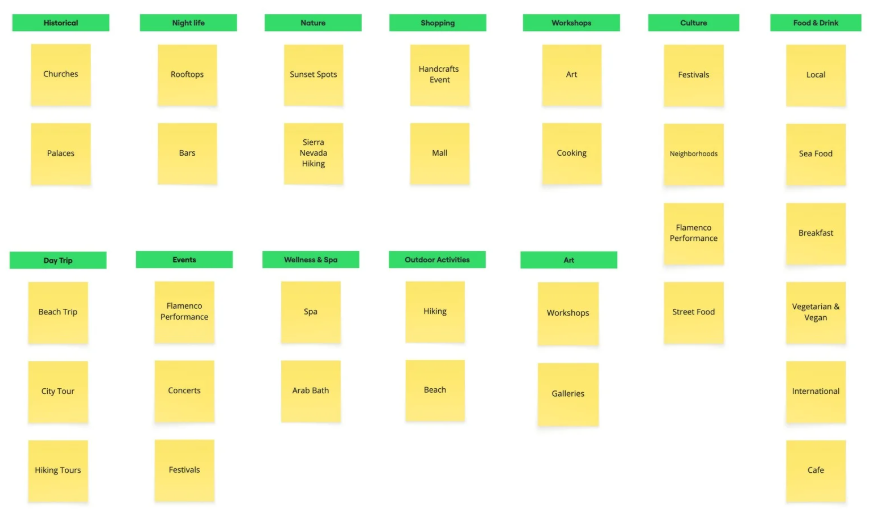 Historical
Churches
Palaces
Night life
Rooftops
Bars
Nature
Sunset Spots
Sierra
Nevada
Hiking
Shopping
Handcrafts
Event
Mall
Workshops
Art
Cooking
Culture
Festivals
Neighborhoods
Flamenco
Performance
Street Food
Food & Drink
Local
Sea Food
Breakfast
Vegetarian &
Vegan
International
Cafe
Day Trip
Beach Trip
City Tour
Hiking Tours
Events
Flamenco
Performance
Concerts
Festivals
Wellness & Spa
Spa
Arab Bath
Outdoor Activities
Hiking
Beach
Art
Workshops
Galleries